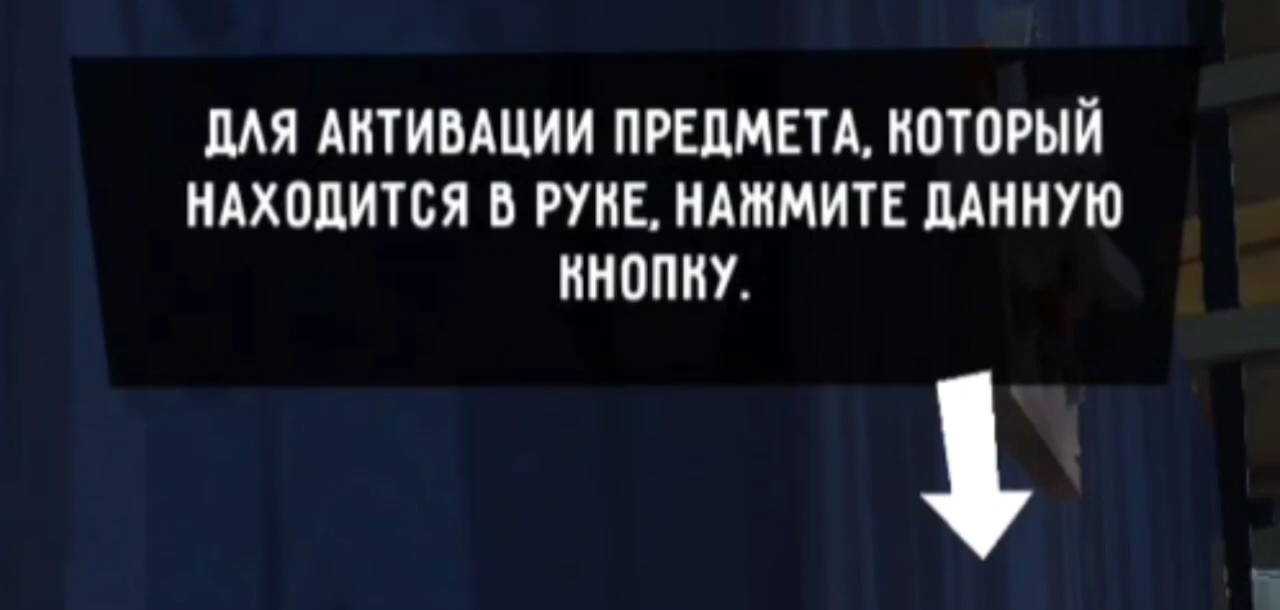 ДЛЯ АКТИВАЦИИ ПРЕДМЕТА, КОТОРЫЙ
НАХОДИТСЯ В РУКЕ, НАЖМИТЕ ДАННУЮ
КНОПКУ.